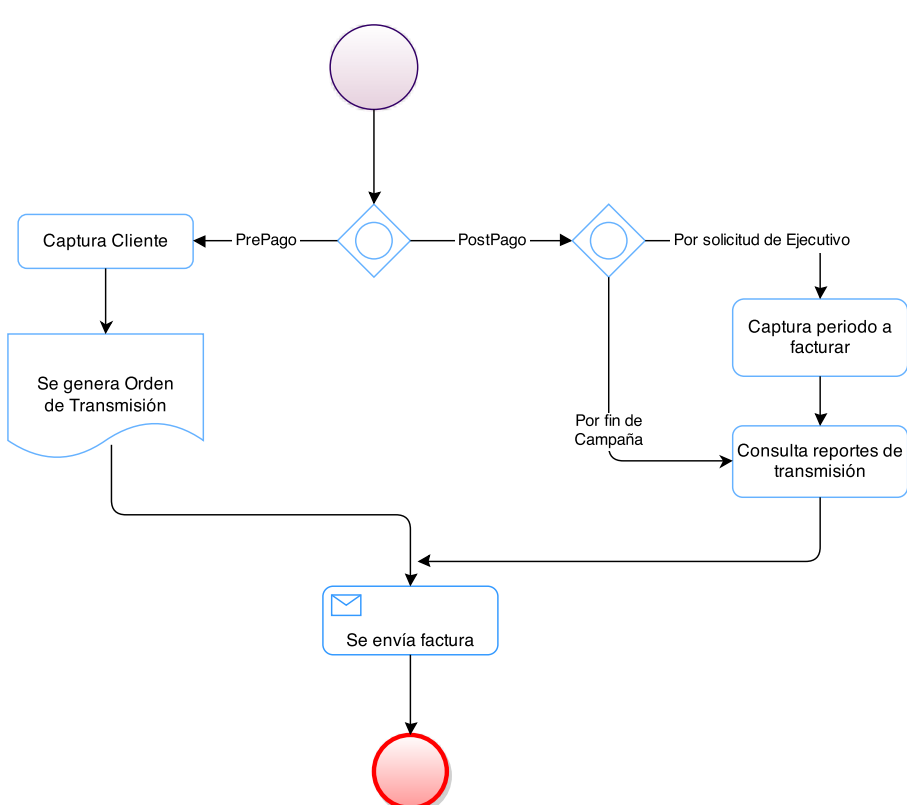 Captura Cliente
PrePago
PostPago
Por solicitud de Ejecutivo
Captura periodo a
facturar
Se genera Orden
de Transmisión
Por fin de
Campaña
Consulta reportes de
transmisión
Se envía factura